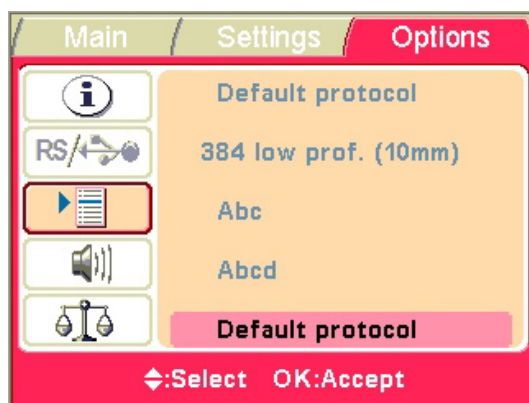 Main Settings Options
Default protocol
RS/
384 low prof. (10mm)
Abc
Abcd
Default protocol
:Select OK:Accept